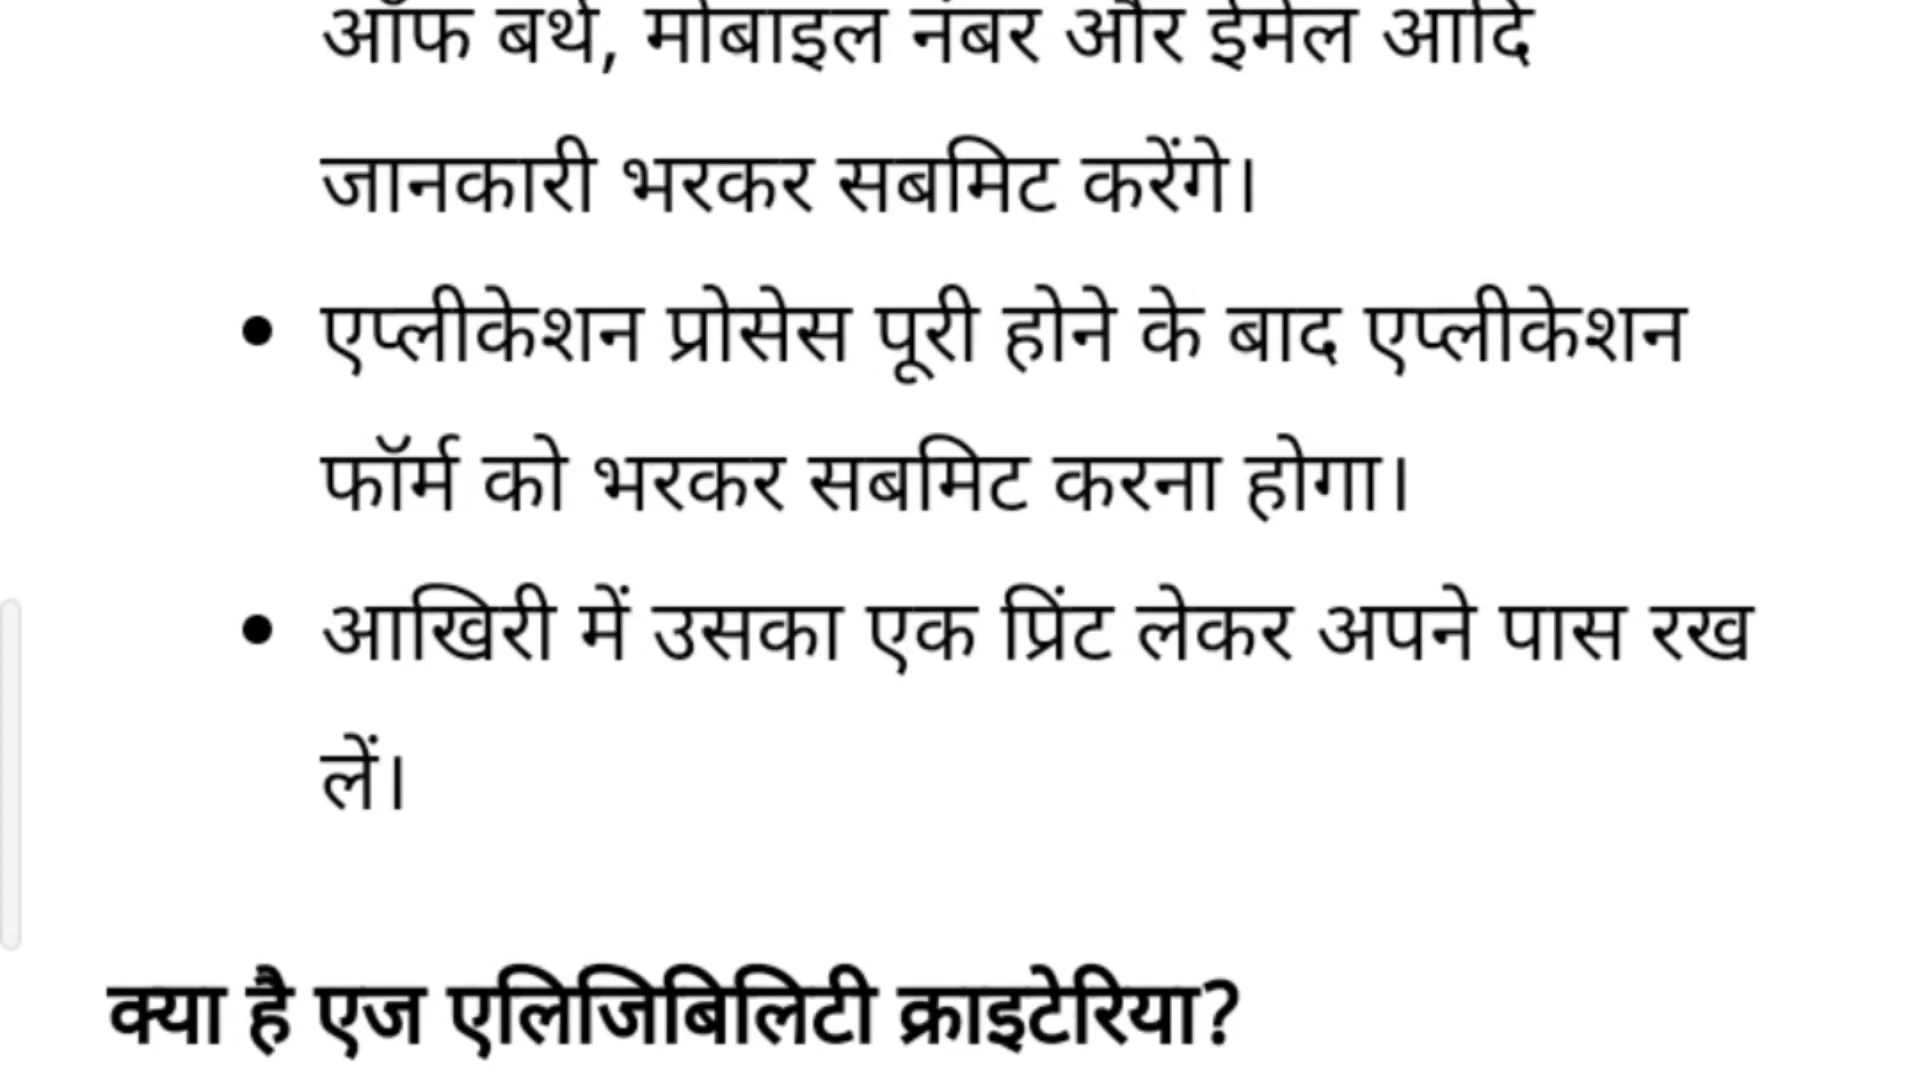 ऑफ बर्थ, मोबाइल नंबर और ईमेल आदि
जानकारी भरकर सबमिट करेंगे।
• एप्लीकेशन प्रोसेस पूरी होने के बाद एप्लीकेशन
फॉर्म को भरकर सबमिट करना होगा।
• आखिरी में उसका एक प्रिंट लेकर अपने पास रख
लें।
क्या है एज एलिजिबिलिटी क्राइटेरिया?